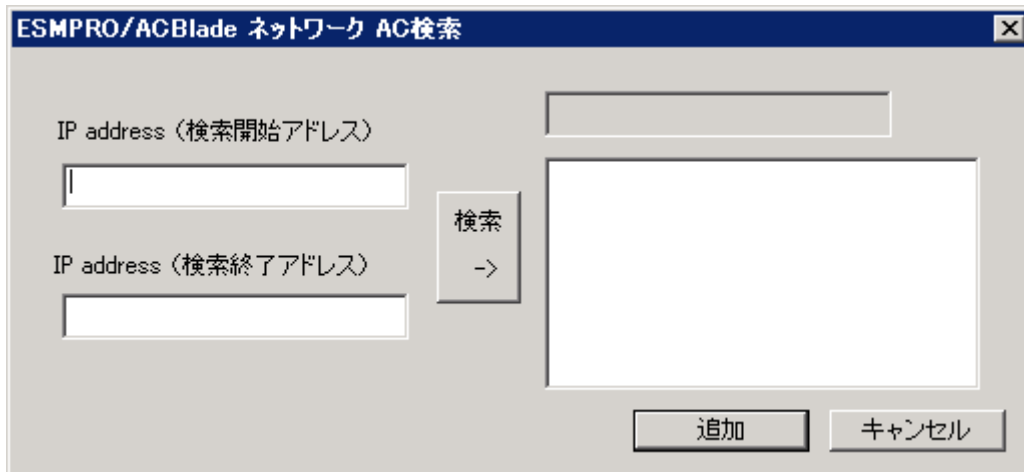 ESMPRO/ACBlade ネットワーク AC検索
IP address（検索開始アドレス）
検索
->
IP address（検索終了アドレス）
追加
キャンセル